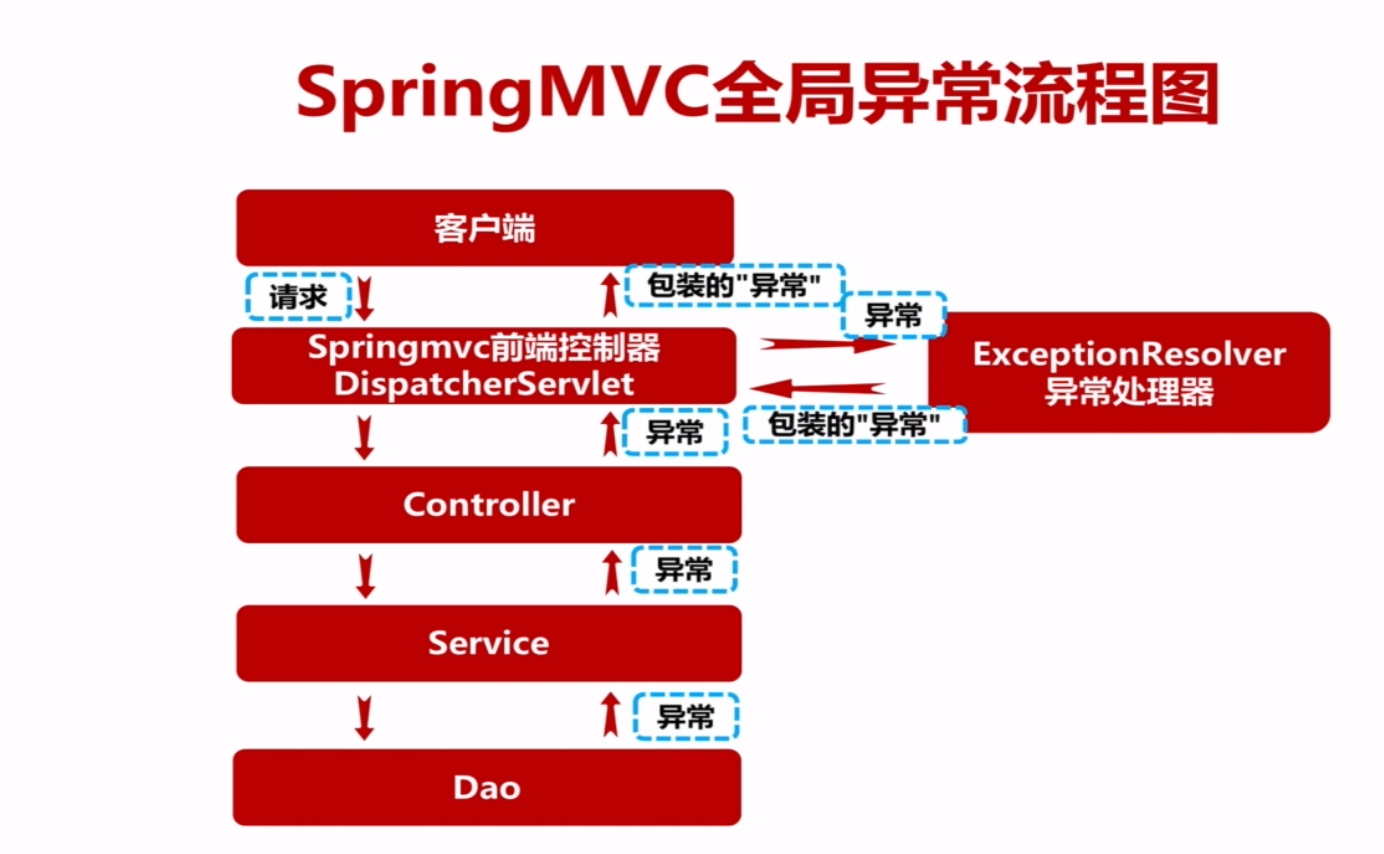 SpringMVC全局异常流程图
客户端
请求
包装的"异常"
异常
Springmvc前端控制器
DispatcherServlet
ExceptionResolver
异常处理器
包装的"异常"
异常
Controller
异常
Service
异常
Dao